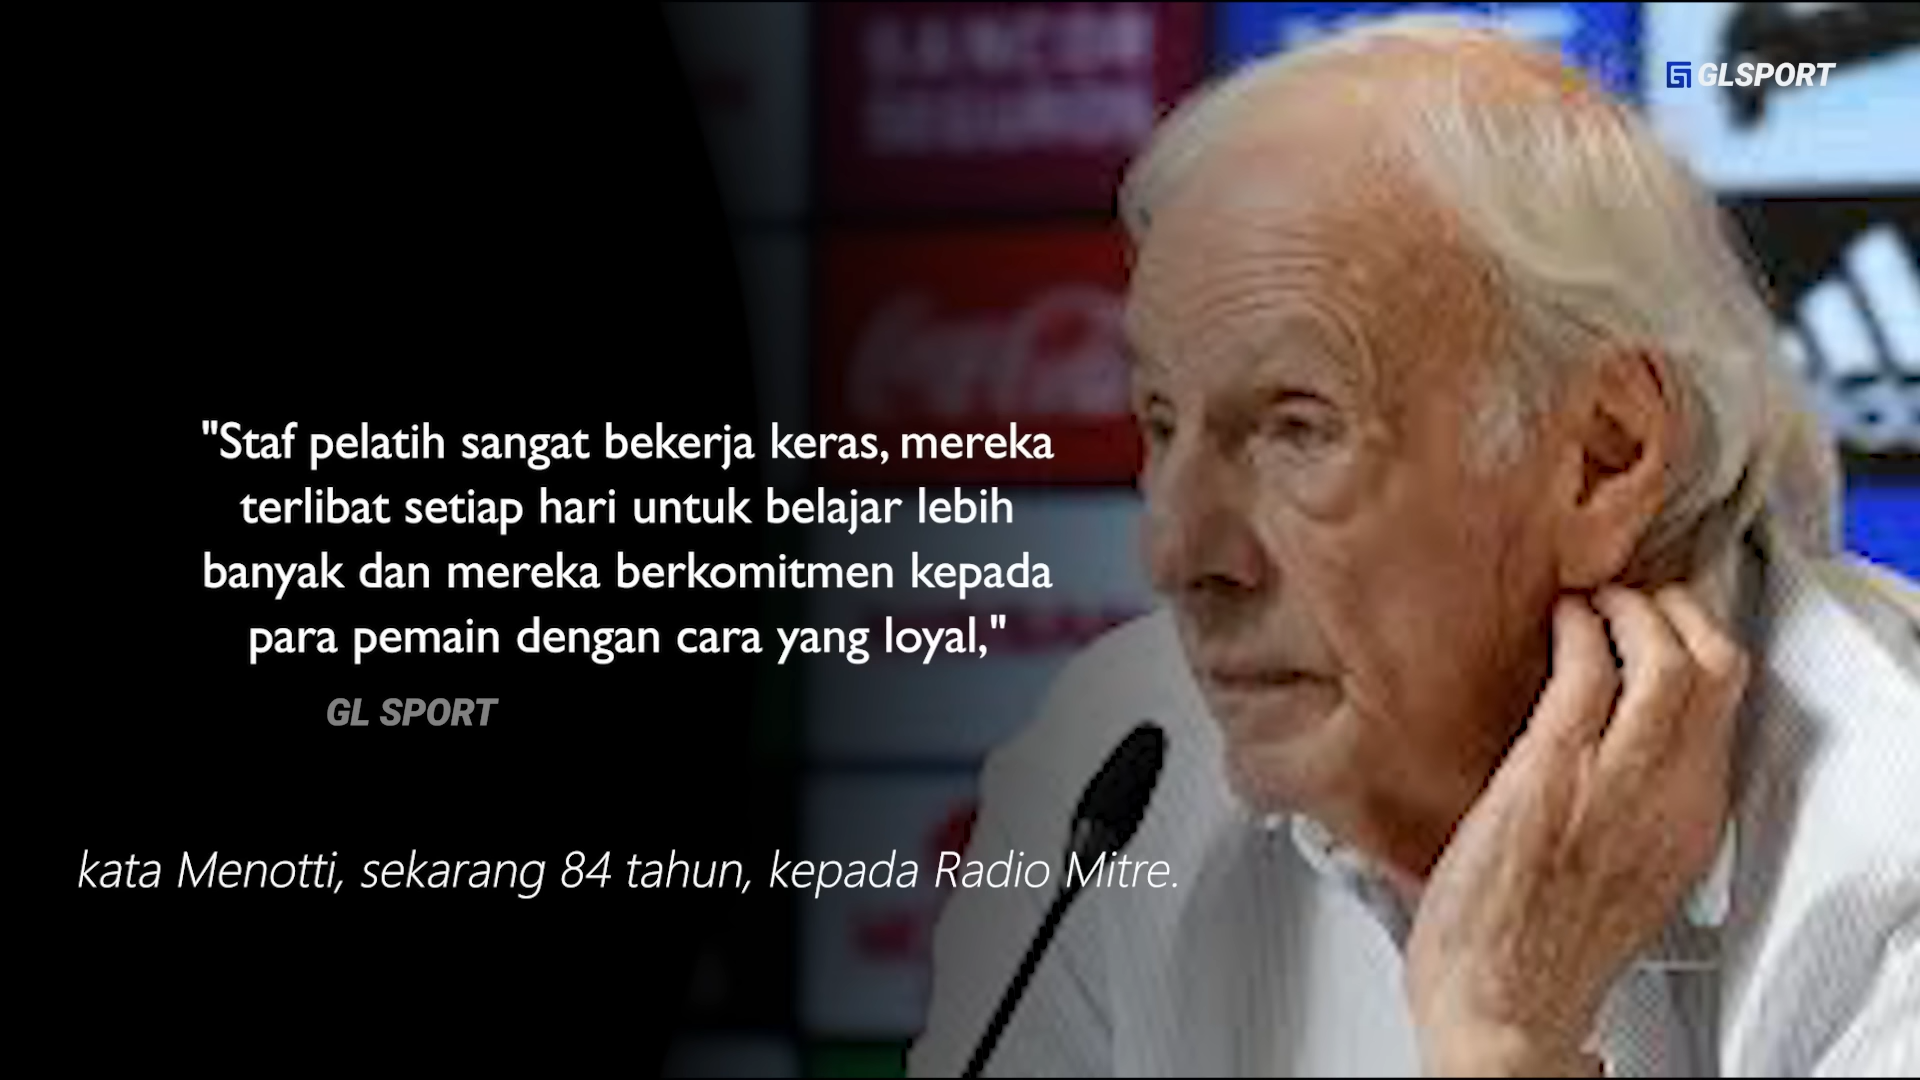 GLSPORT
"Staf pelatih sangat bekerja keras, mereka
terlibat setiap hari untuk belajar lebih
banyak dan mereka berkomitmen kepada
para pemain dengan cara yang loyal,"
GL SPORT
kata Menotti, sekarang 84 tahun, kepada Radio Mitre.